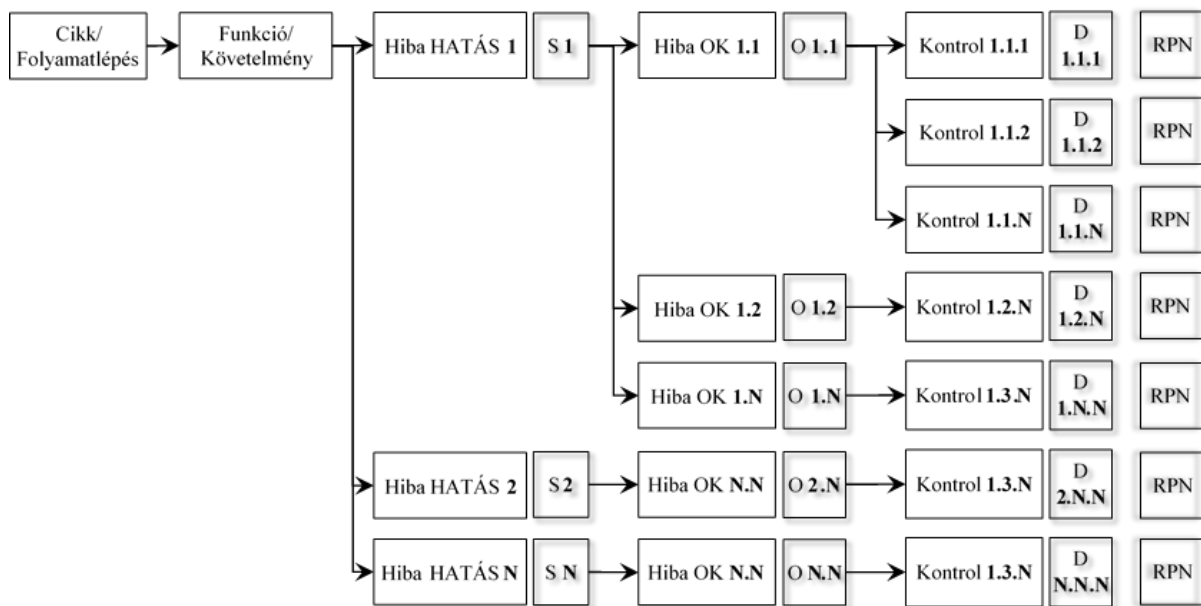 Cikk/
Folyamatlépés
Funkció/
Követelmény
Hiba HATÁS 1
S 1
Hiba OK 1.1
O 1.1
Kontrol 1.1.1
D
1.1.1
RPN
Kontrol 1.1.2
D
1.1.2
RPN
Kontrol 1.1.N
D
1.1.N
RPN
Hiba OK 1.2
O 1.2
Kontrol 1.2.N
D
1.2.N
RPN
Hiba OK 1.N
O 1.N
Kontrol 1.3.N
D
1.N.N
RPN
Hiba HATÁS 2
S 2
Hiba OK N.N
O 2.N
Kontrol 1.3.N
D
2.N.N
RPN
Hiba HATÁS N
S N
Hiba OK N.N
O N.N
Kontrol 1.3.N
D
N.N.N
RPN